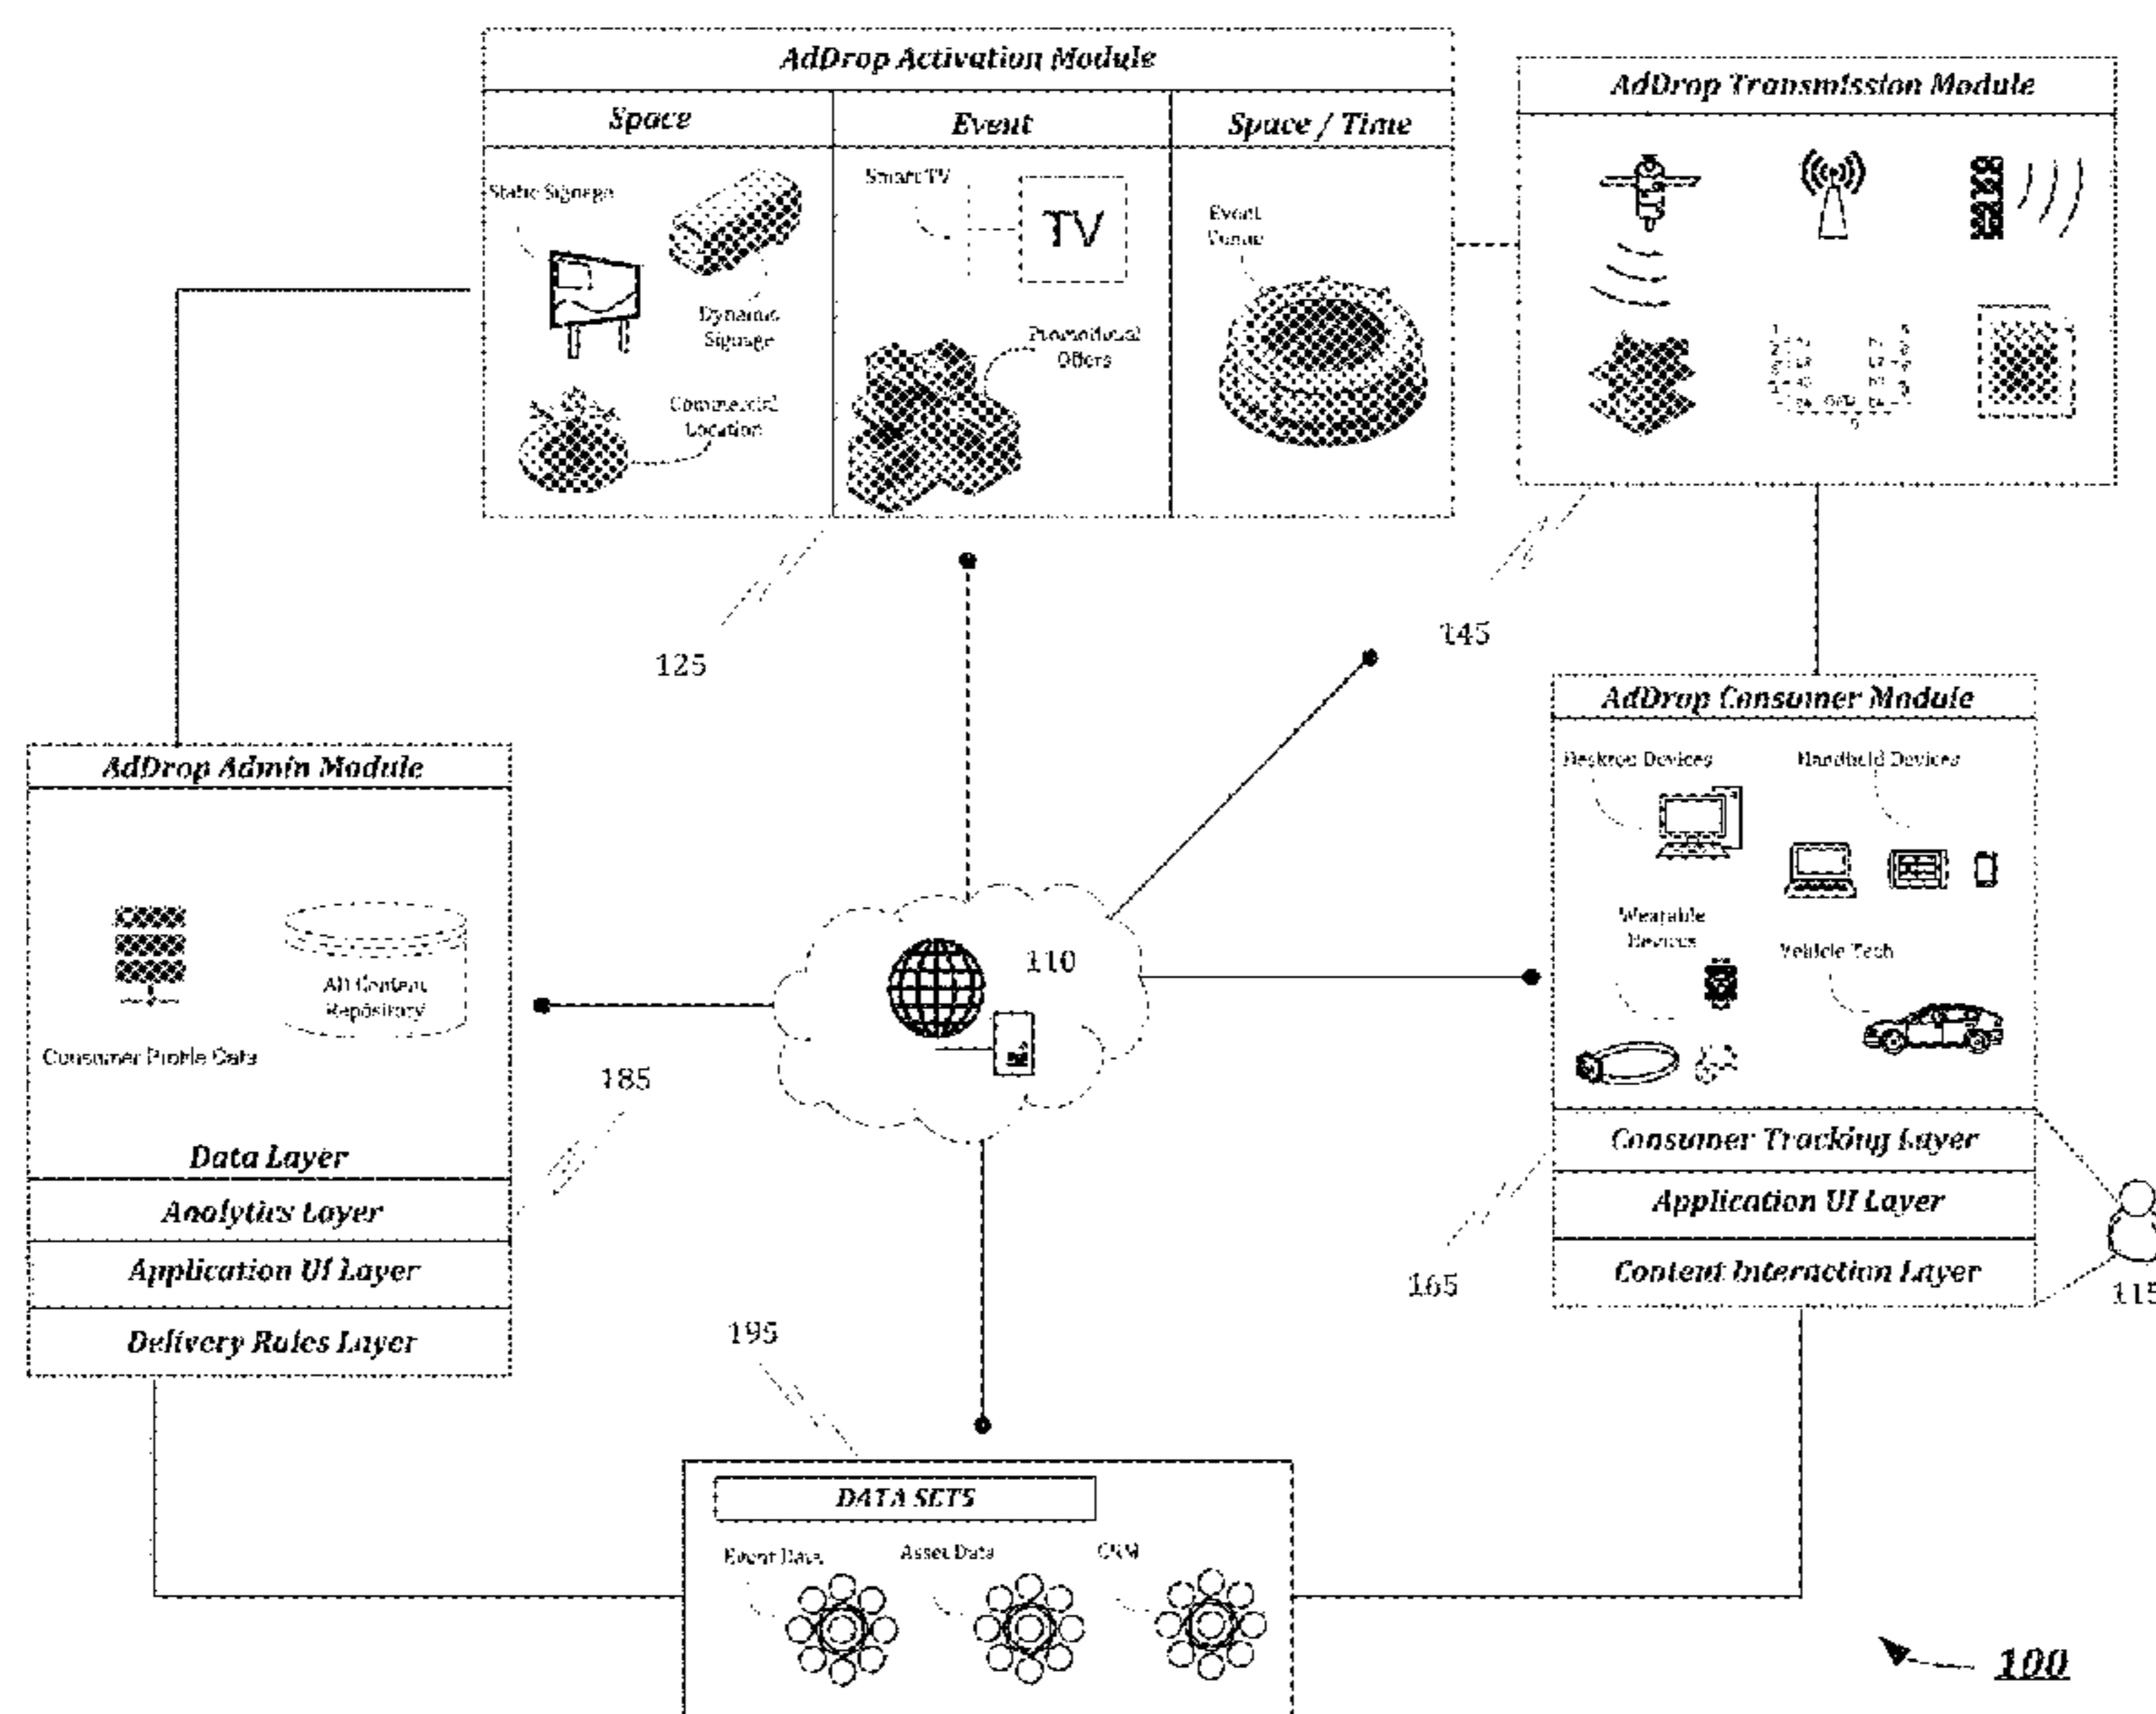 AdDrop Activation Module
Space
Event
Space / Time
Static Signage
Dynamic
Signage
Commercial
Location
Smart TV
TV
Promotional
Offers
Event
Venue
AdDrop Transmission Module
125
145
AdDrop Admin Module
AD Content
Repository
Consumer Profile Data
Data Layer
Analytics Layer
Application UI Layer
Delivery Rules Layer
185
110
AdDrop Consumer Module
Desktop Devices
Handheld Devices
Wearable
Devices
Vehicle Tech
Consumer Tracking Layer
Application UI Layer
Content Interaction Layer
165
115
195
DATA SETS
Event Data
Asset Data
CRM
100